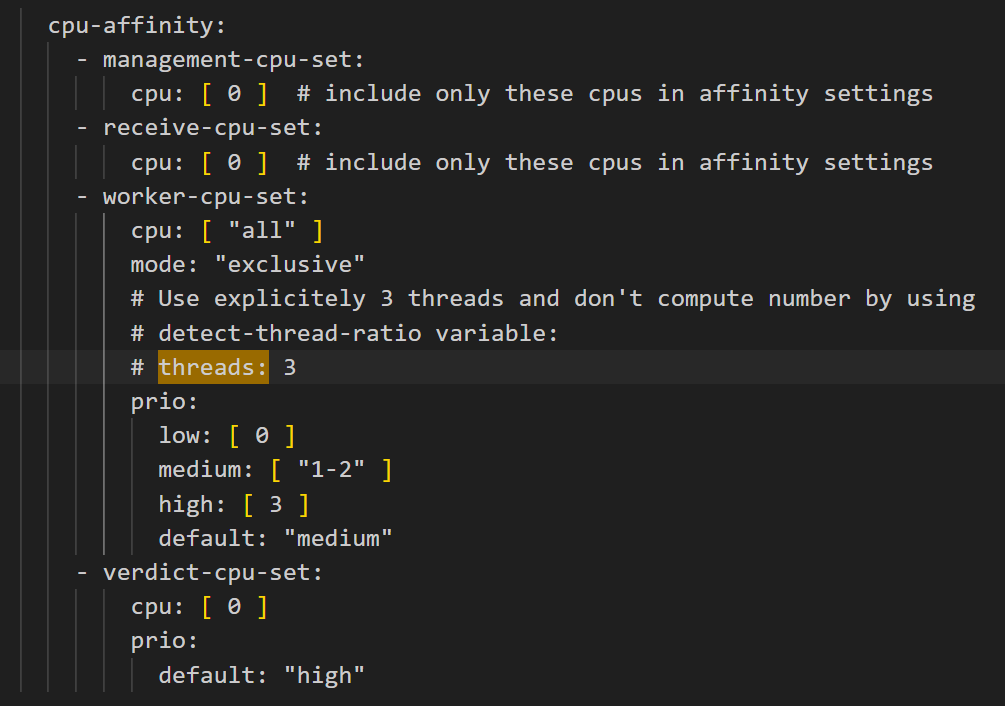 cpu-affinity:
  - management-cpu-set:
      cpu: [ 0 ]  # include only these cpus in affinity settings
  - receive-cpu-set:
      cpu: [ 0 ]  # include only these cpus in affinity settings
  - worker-cpu-set:
      cpu: [ "all" ]
      mode: "exclusive"
      # Use explicitely 3 threads and don't compute number by using
      # detect-thread-ratio variable:
      # threads: 3
      prio:
        low: [ 0 ]
        medium: [ "1-2" ]
        high: [ 3 ]
        default: "medium"
  - verdict-cpu-set:
      cpu: [ 0 ]
      prio:
        default: "high"